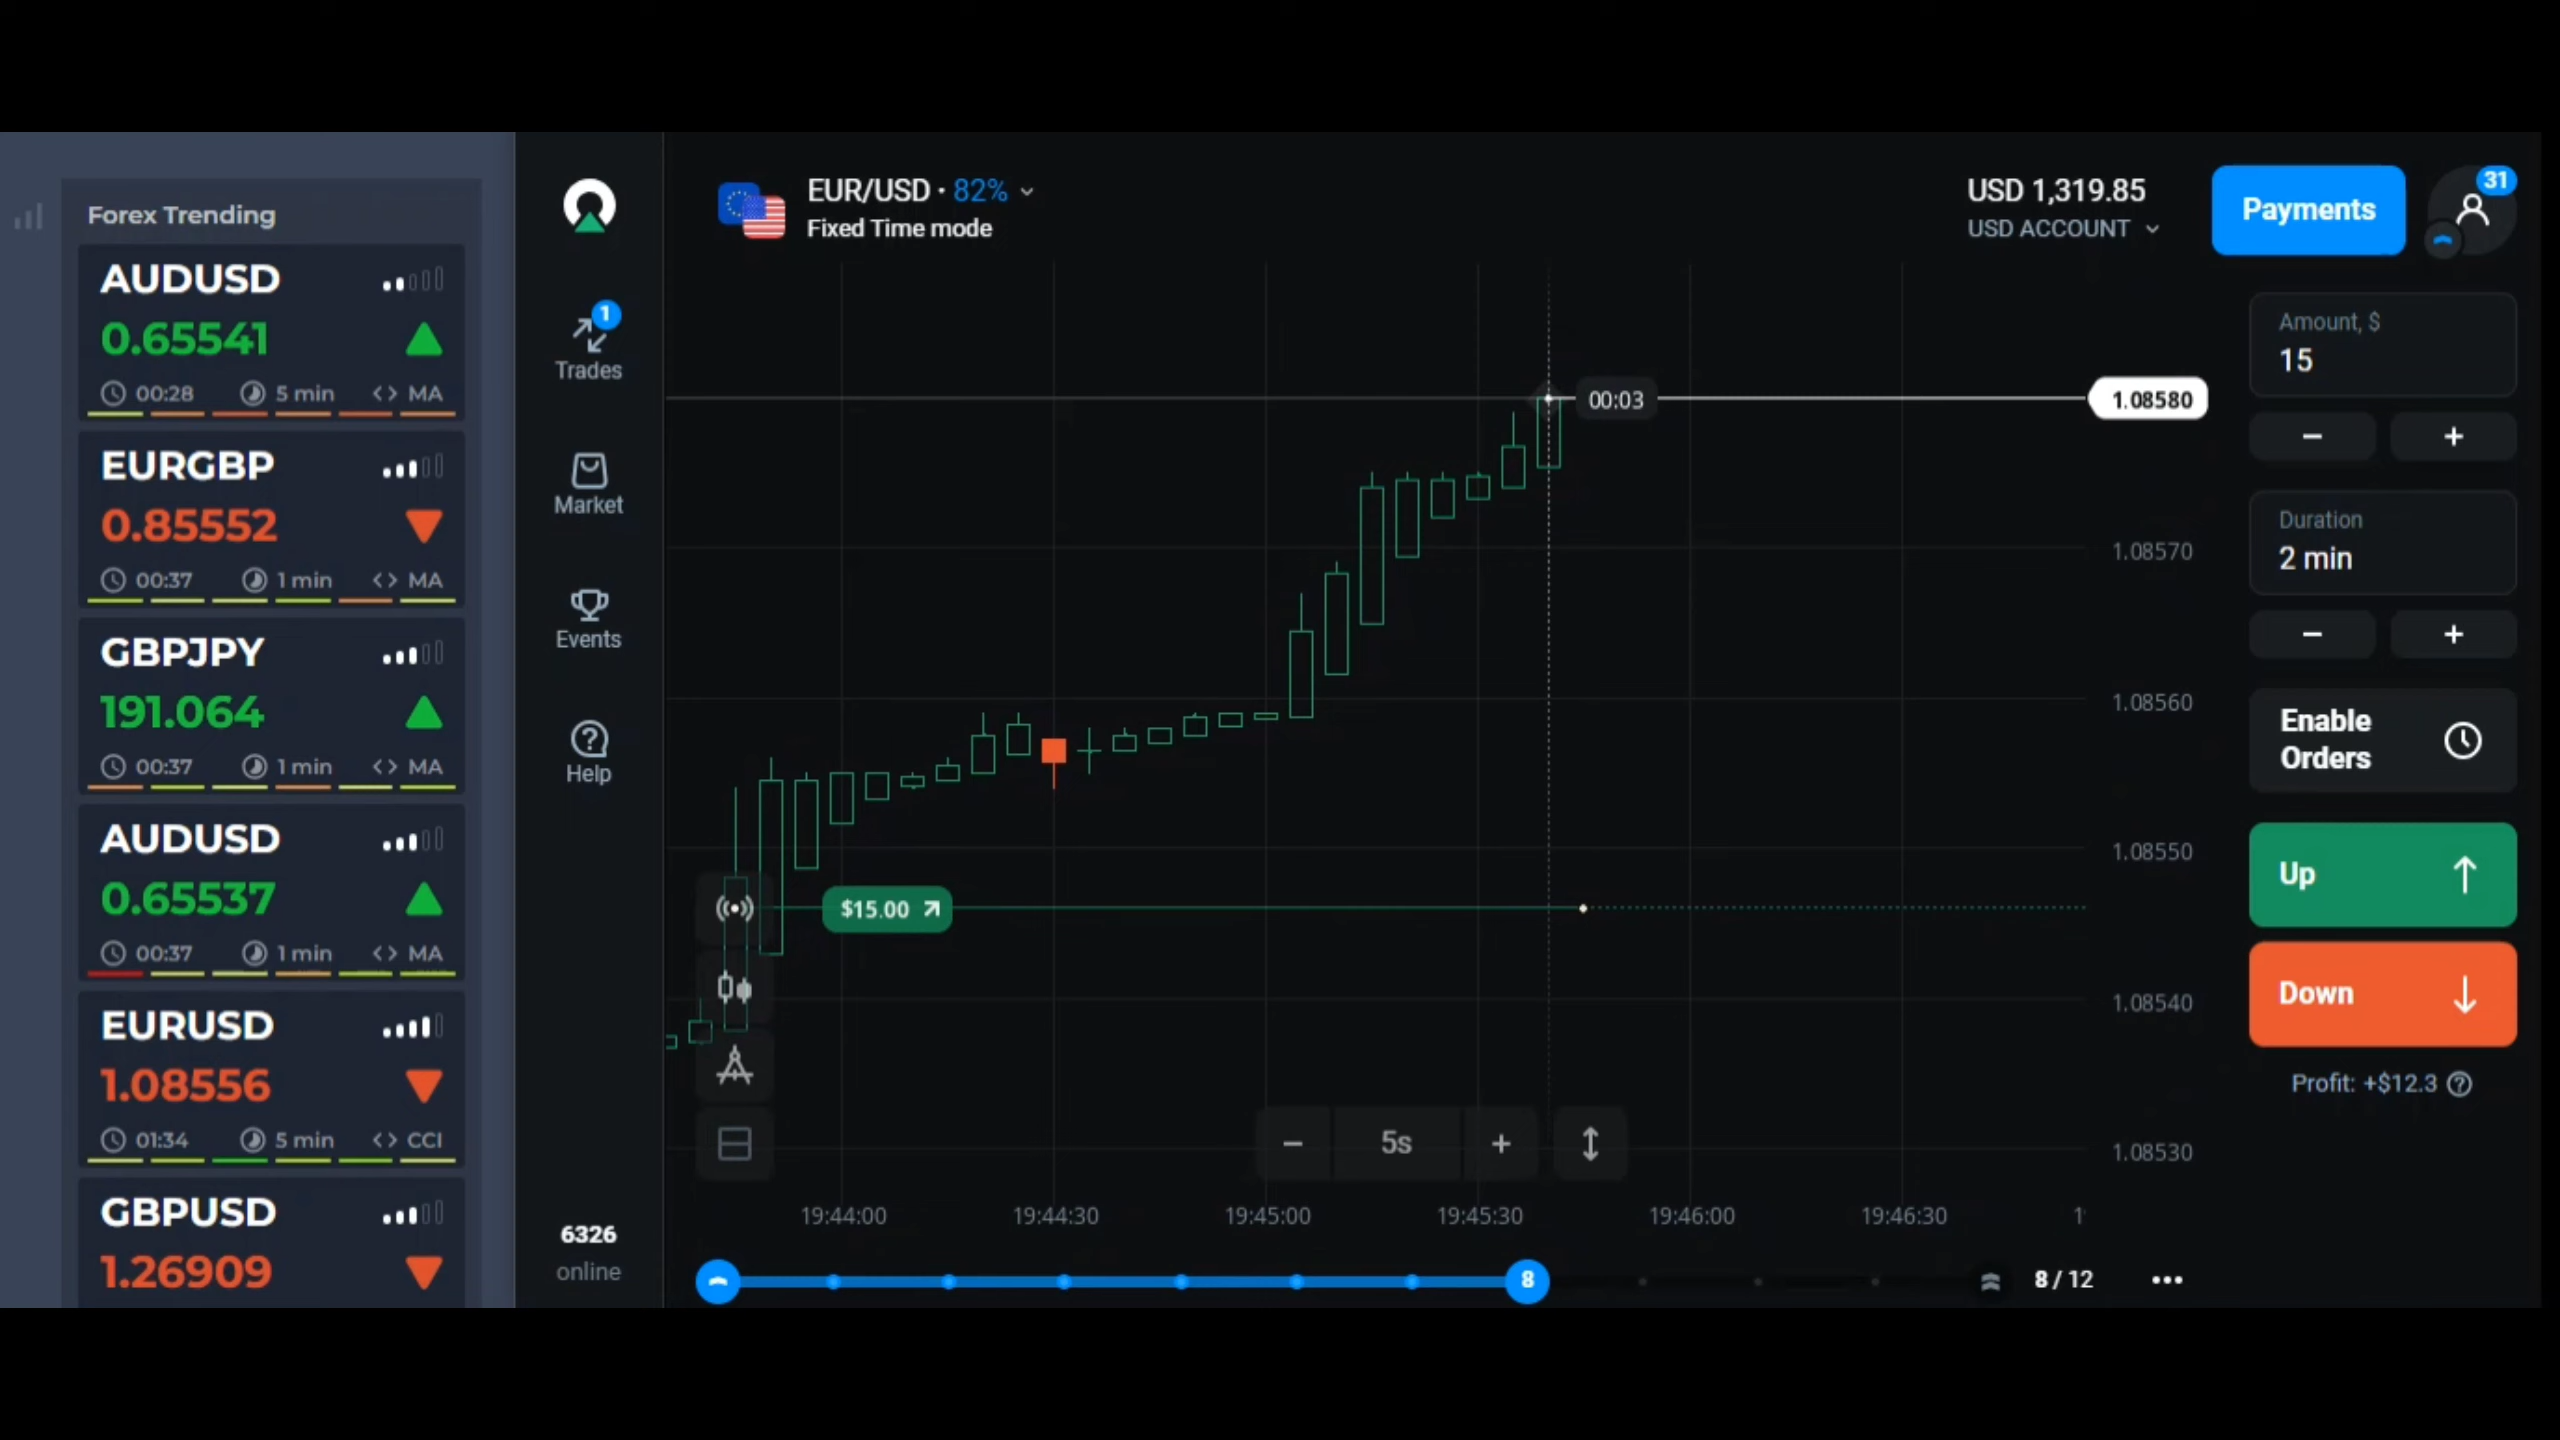 Forex Trending
AUDUSD
0.65541
00:28 5 min <> MA
EURGBP
0.85552
00:37 1 min <> MA
GBPJPY
191.064
00:37 1 min <> MA
AUDUSD
0.65537
00:37 1 min <> MA
EURUSD
1.08556
01:34 5 min <> CCI
GBPUSD
1.26909
1
Trades
Market
Events
Help
6326
online
EUR/USD • 82%
Fixed Time mode
USD 1,319.85
USD ACCOUNT
Payments
31
00:03
1.08580
1.08570
1.08560
1.08550
$15.00
1.08540
1.08530
− 5s +
19:44:00 19:44:30 19:45:00 19:45:30 19:46:00 19:46:30 1
8
8 / 12
•••
Amount, $
15
− +
Duration
2 min
− +
Enable
Orders
Up
Down
Profit: +$12.3 ?